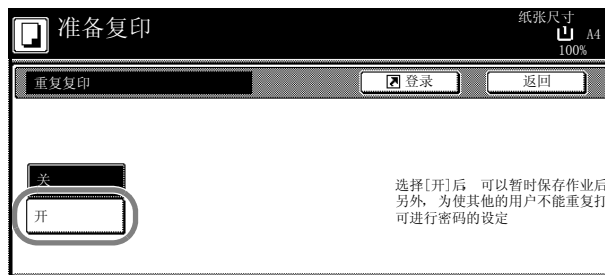 准备复印
纸张尺寸
A4
100%
重复复印
登录
返回
关
开
选择[开]后, 可以暂时保存作业后
另外, 为使其他的用户不能重复打
可进行密码的设定